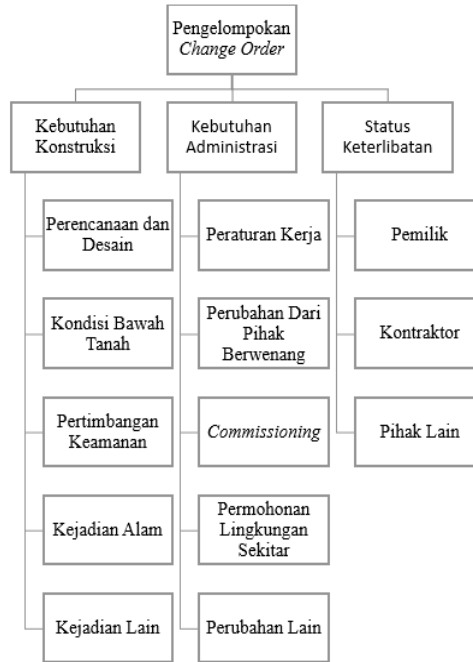 Pengelompokan
Change Order
Kebutuhan
Konstruksi
Kebutuhan
Administrasi
Status
Keterlibatan
Perencanaan dan
Desain
Peraturan Kerja
Pemilik
Kondisi Bawah
Tanah
Perubahan Dari
Pihak
Berwenang
Kontraktor
Pertimbangan
Keamanan
Commissioning
Pihak Lain
Kejadian Alam
Permohonan
Lingkungan
Sekitar
Kejadian Lain
Perubahan Lain